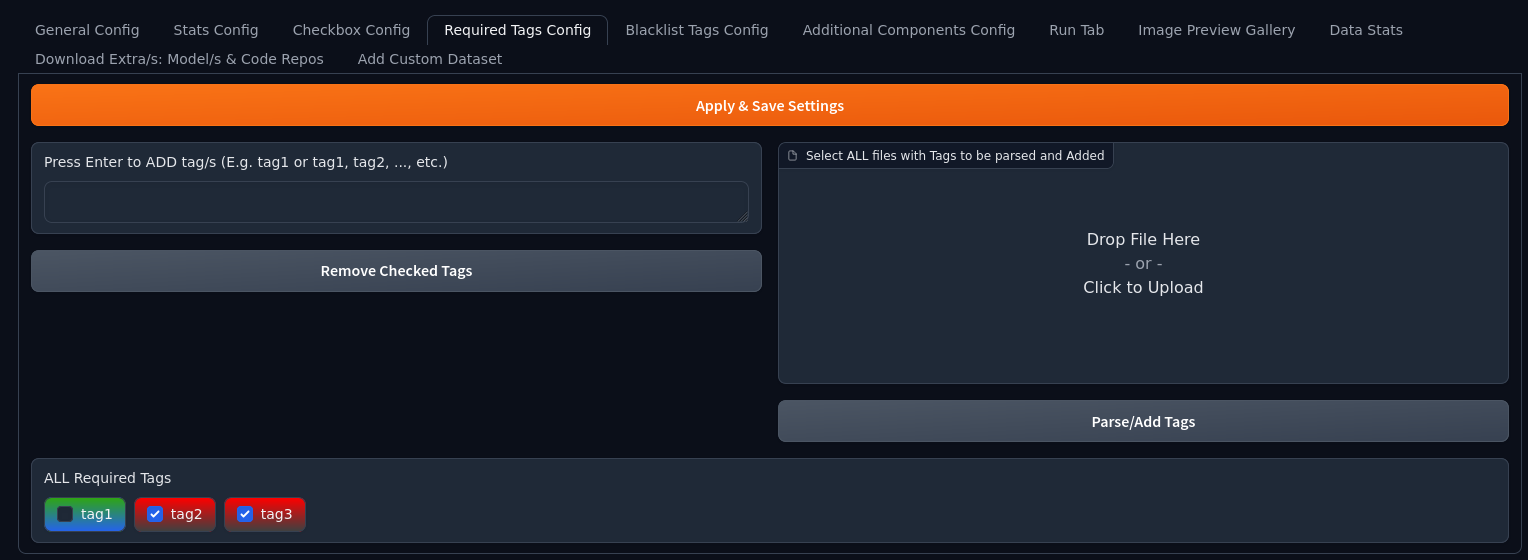 General Config Stats Config Checkbox Config Required Tags Config Blacklist Tags Config Additional Components Config Run Tab Image Preview Gallery Data Stats
Download Extra/s: Model/s & Code Repos Add Custom Dataset
Apply & Save Settings
Press Enter to ADD tag/s (E.g. tag1 or tag1, tag2, ..., etc.)
Remove Checked Tags
Select ALL files with Tags to be parsed and Added
Drop File Here
- or -
Click to Upload
Parse/Add Tags
ALL Required Tags
tag1 tag2 tag3